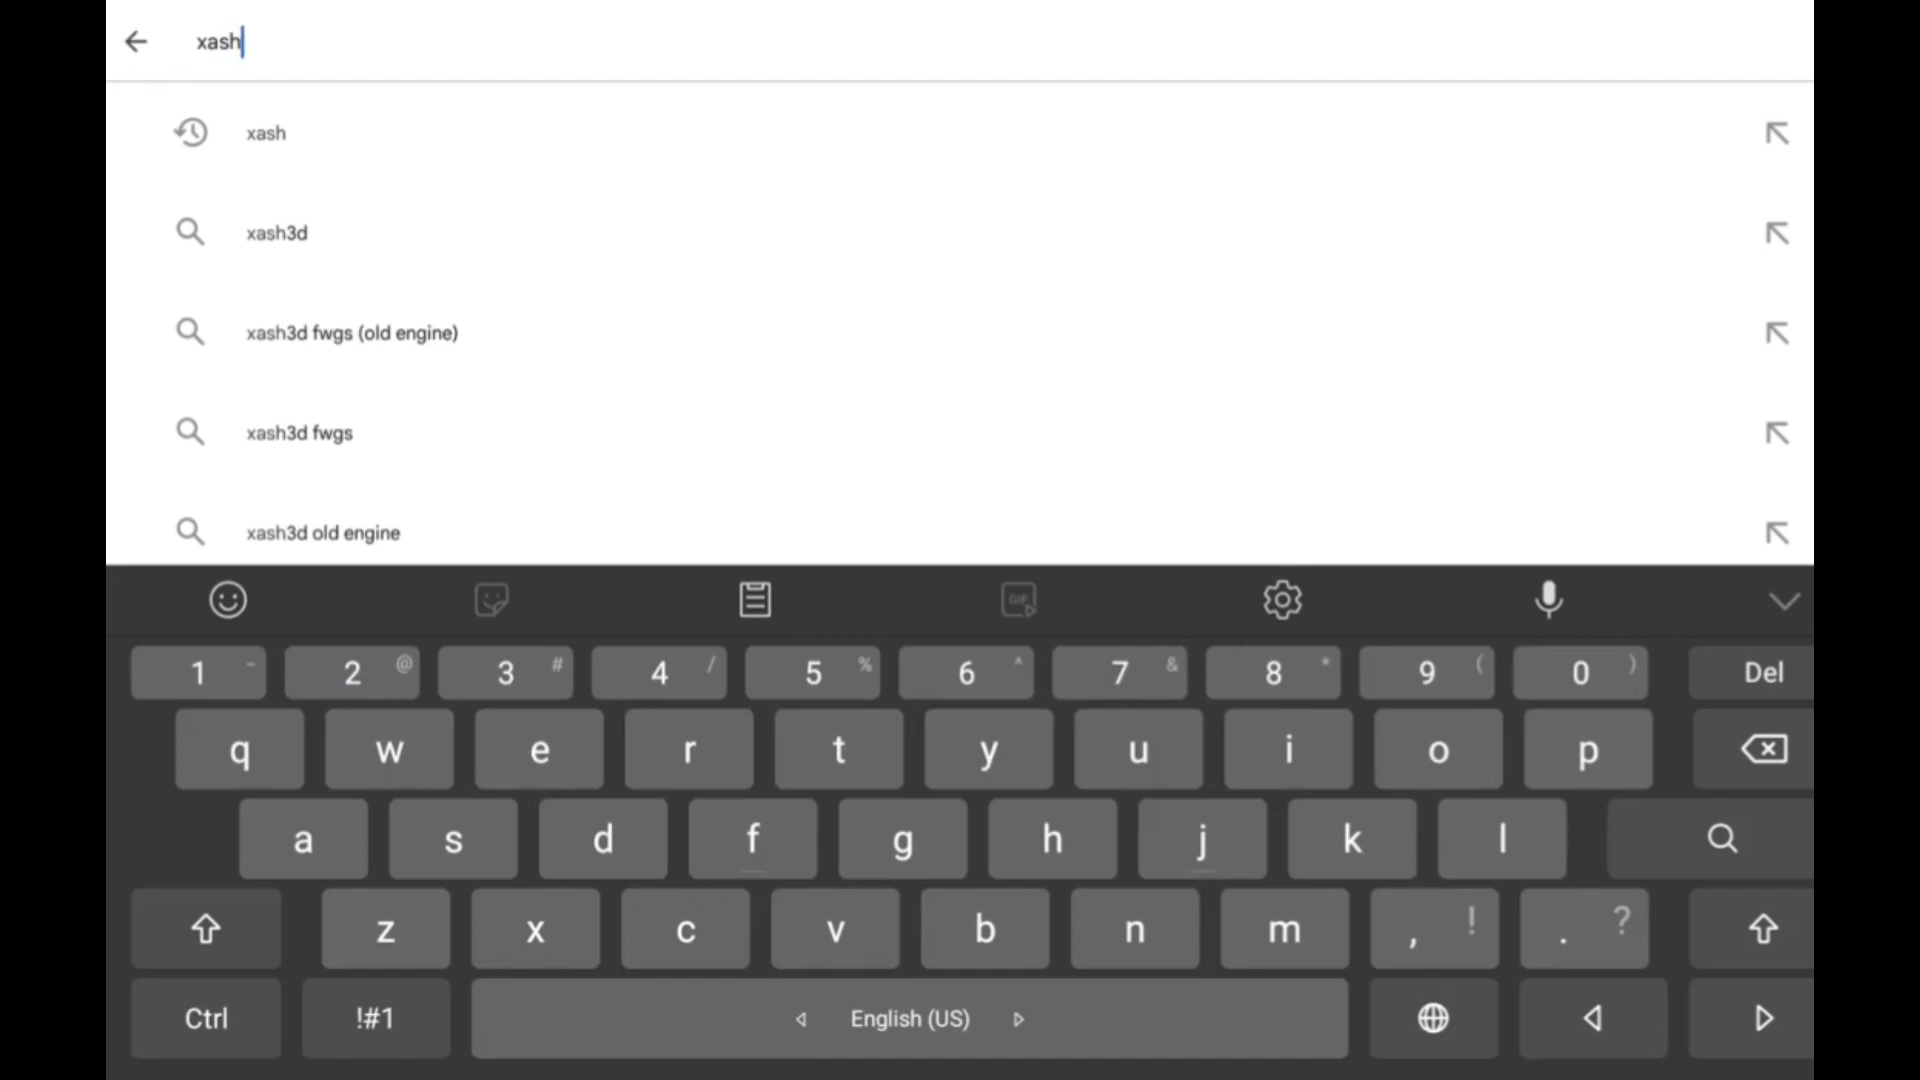 xash
xash
xash3d
xash3d fwgs (old engine)
xash3d fwgs
xash3d old engine
GIF
1 - 2 @ 3 # 4 / 5 % 6 ^ 7 & 8 * 9 ( 0 ) Del
q w e r t y u i o p
a s d f g h j k l
z x c v b n m , ! . ?
Ctrl !#1 English (US)